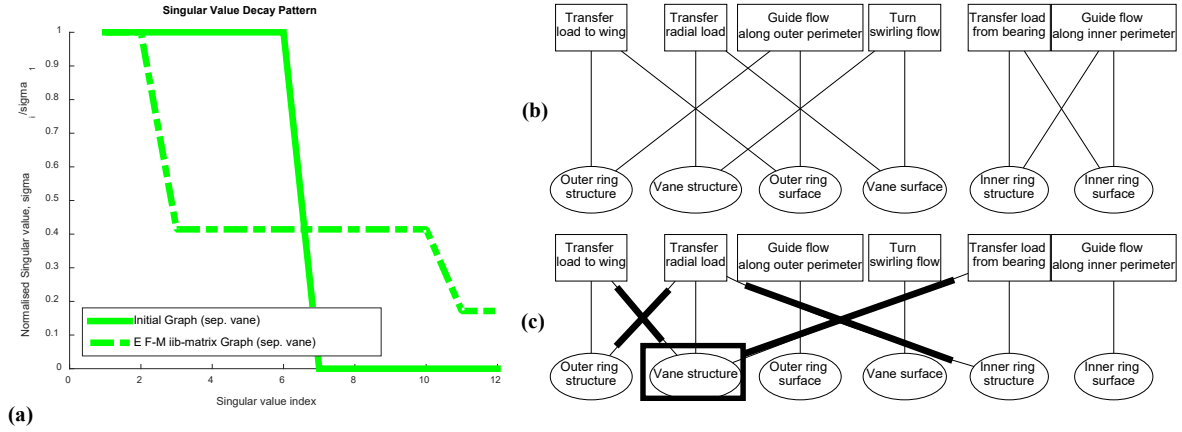 Singular Value Decay Pattern
1
0.9
0.8
0.7
0.6
0.5
0.4
0.3
0.2
0.1
0
Normalised Singular value, sigma i/sigma 1
Initial Graph (sep. vane)
E F-M iib-matrix Graph (sep. vane)
0 2 4 6 8 10 12
Singular value index
(a)
Transfer load to wing
Transfer radial load
Guide flow along outer perimeter
Turn swirling flow
Transfer load from bearing
Guide flow along inner perimeter
(b)
Outer ring structure
Vane structure
Outer ring surface
Vane surface
Inner ring structure
Inner ring surface
Transfer load to wing
Transfer radial load
Guide flow along outer perimeter
Turn swirling flow
Transfer load from bearing
Guide flow along inner perimeter
(c)
Outer ring structure
Vane structure
Outer ring surface
Vane surface
Inner ring structure
Inner ring surface